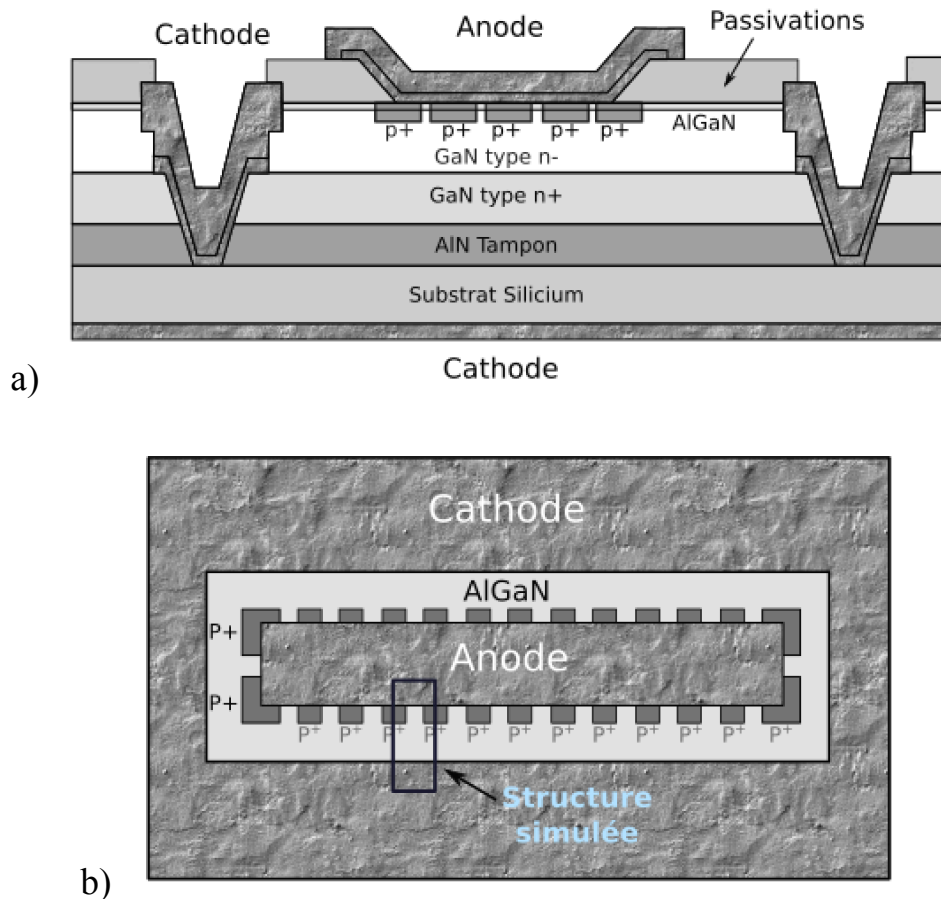 Cathode
Anode
Passivations
p+ p+ p+ p+ p+
AlGaN
GaN type n-
GaN type n+
AlN Tampon
Substrat Silicium
Cathode
a)
Cathode
AlGaN
P+
Anode
P+
P+ P+ P+ P+ P+ P+ P+ P+ P+ P+ P+ P+
Structure
simulée
b)